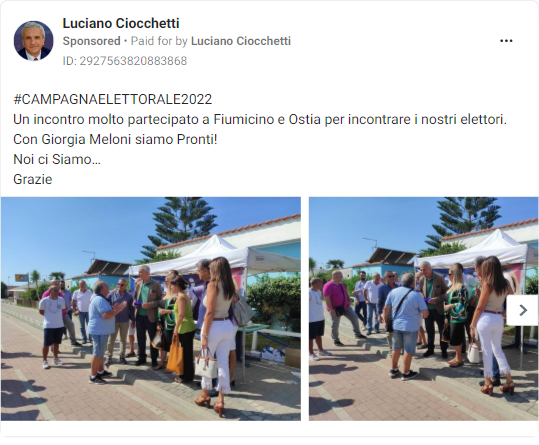 Luciano Ciocchetti
Sponsored • Paid for by Luciano Ciocchetti
ID: 2927563820883868
#CAMPAGNAELETTORALE2022
Un incontro molto partecipato a Fiumicino e Ostia per incontrare i nostri elettori.
Con Giorgia Meloni siamo Pronti!
Noi ci Siamo...
Grazie